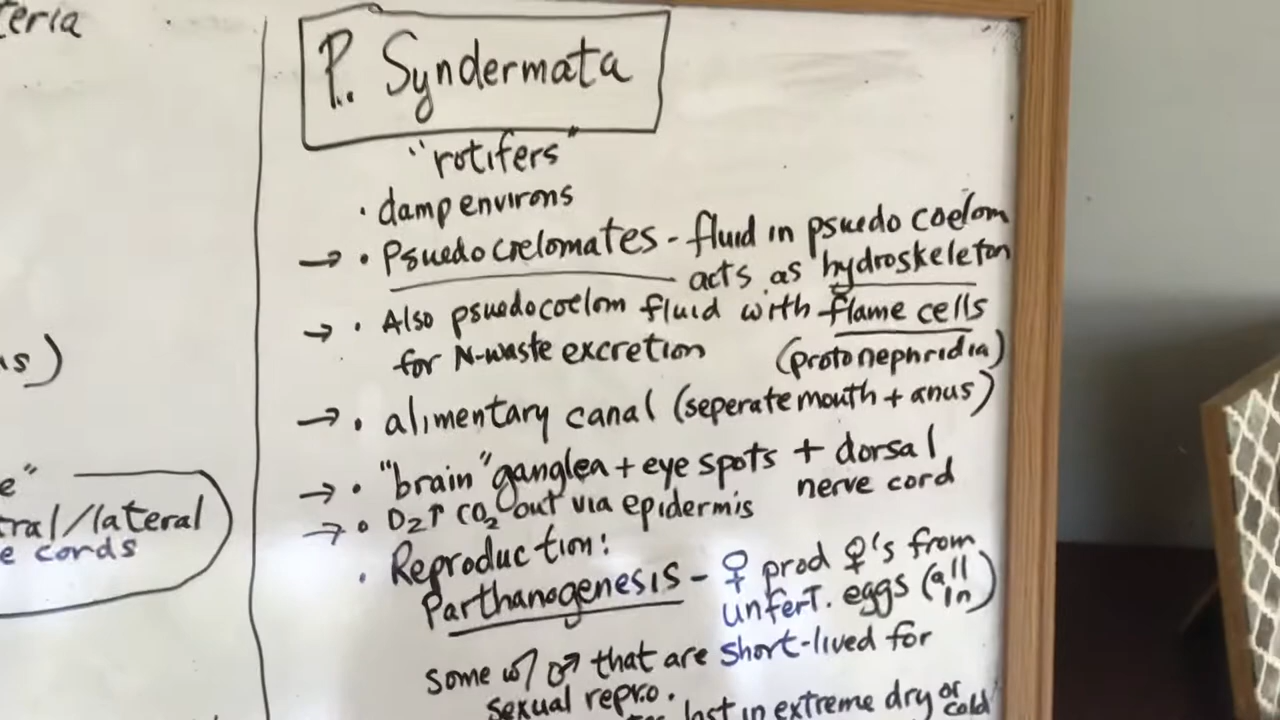 teria
P. Syndermata
"rotifers"
· damp environs
→ · Psuedocoelomates - fluid in psuedo coelom
acts as hydroskeleton
→ · Also psuedocoelom fluid with flame cells
for N-waste excretion (protonephridia)
→ · alimentary canal (seperate mouth + anus)
→ · "brain" ganglea + eye spots + dorsal
nerve cord
→ · O2↑ CO2 out via epidermis
· Reproduction:
Parthanogenesis - ♀ prod ♀'s from
unfert. eggs (all in)
some w/ ♂ that are short-lived for
sexual repro.
last in extreme dry or cold
us)
e"
tral/lateral
e cords